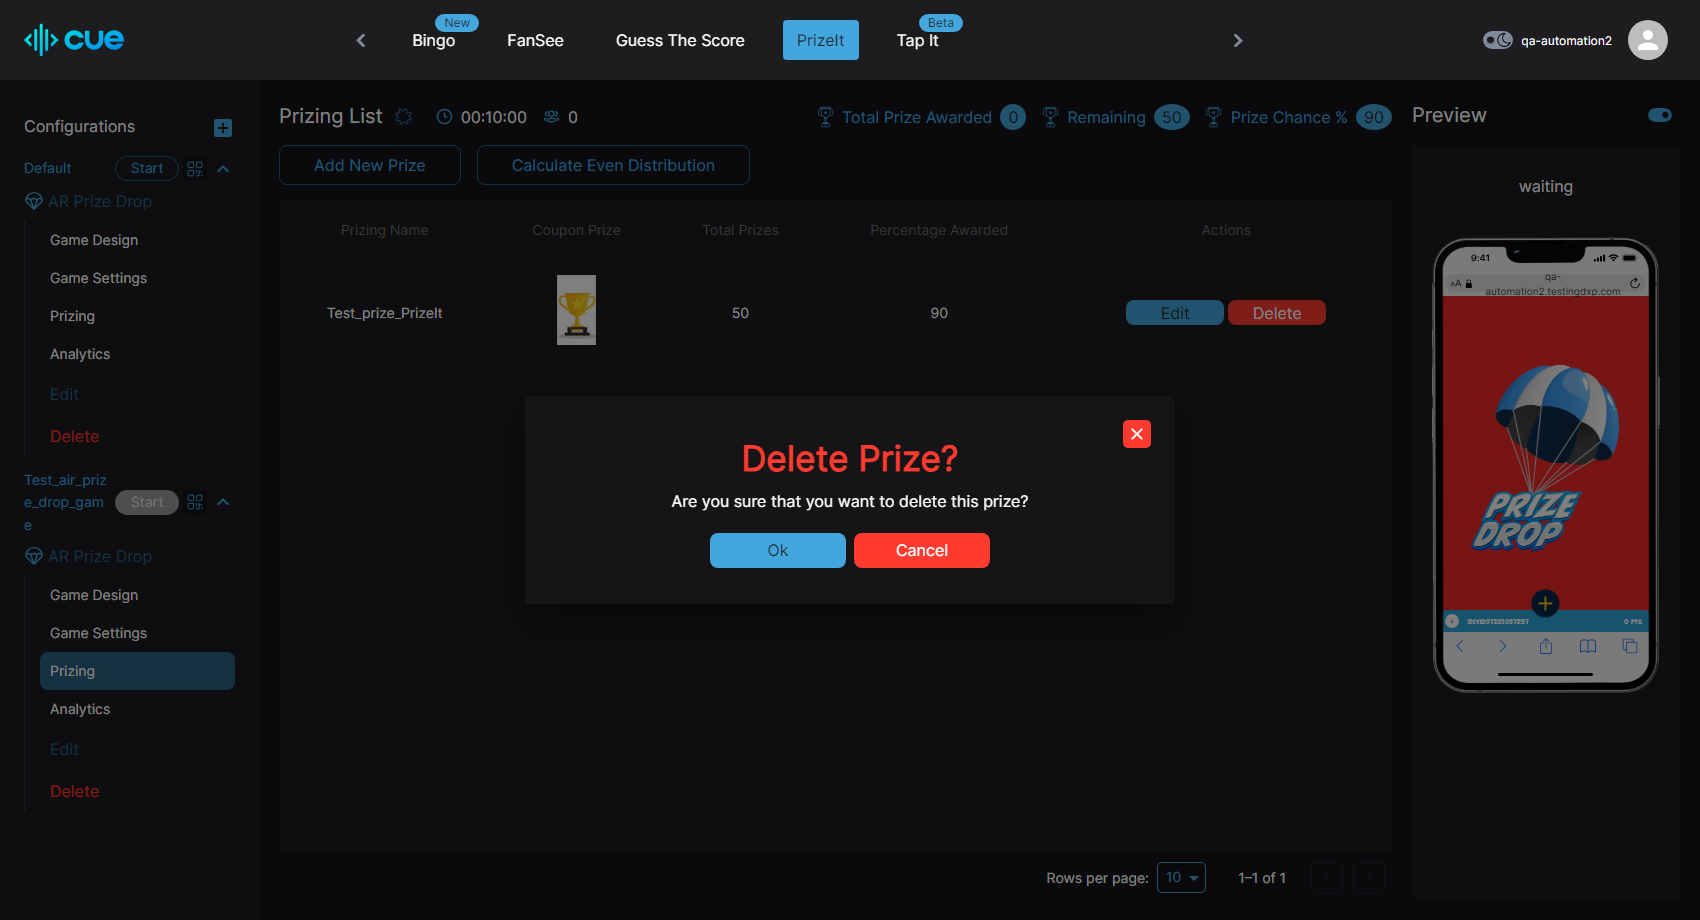 cue
New
Bingo
FanSee
Guess The Score
PrizeIt
Beta
Tap It
qa-automation2
Configurations
Default
Start
AR Prize Drop
Game Design
Game Settings
Prizing
Analytics
Edit
Delete
Test_air_priz
e_drop_gam
e
Start
AR Prize Drop
Game Design
Game Settings
Prizing
Analytics
Edit
Delete
Prizing List
00:10:00
0
Total Prize Awarded 0
Remaining 50
Prize Chance % 90
Add New Prize
Calculate Even Distribution
Prizing Name
Coupon Prize
Total Prizes
Percentage Awarded
Actions
Test_prize_PrizeIt
50
90
Edit
Delete
Delete Prize?
Are you sure that you want to delete this prize?
Ok
Cancel
Rows per page:
10
1–1 of 1
Preview
waiting
9:41
AA
qa-
automation2.testingdxp.com
PRIZE
DROP
0 PTS.